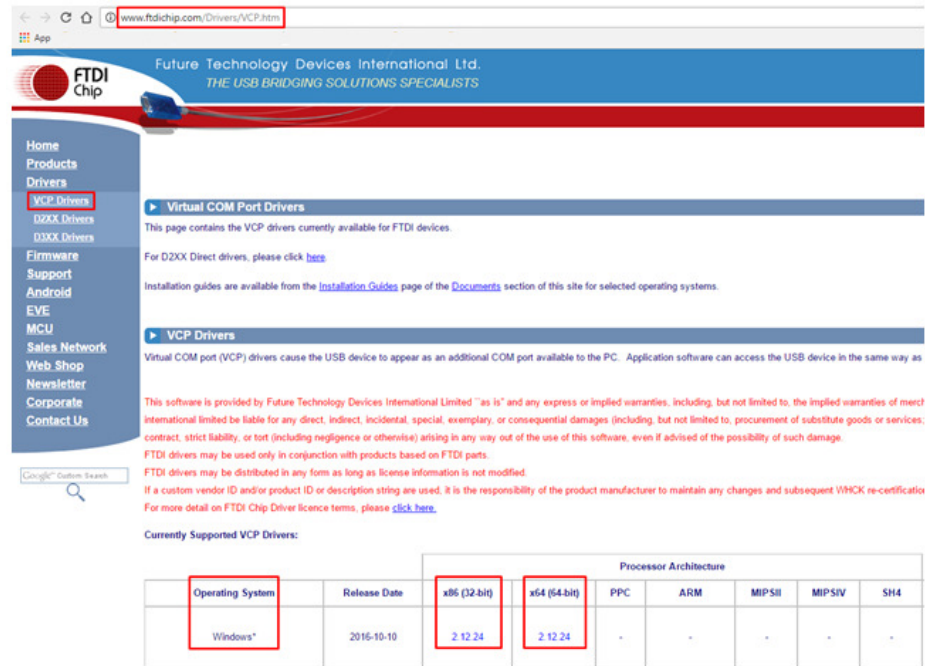 www.ftdichip.com/Drivers/VCP.htm
App
FTDI
Chip
Future Technology Devices International Ltd.
THE USB BRIDGING SOLUTIONS SPECIALISTS
Home
Products
Drivers
VCP Drivers
D2XX Drivers
D3XX Drivers
Firmware
Support
Android
EVE
MCU
Sales Network
Web Shop
Newsletter
Corporate
Contact Us
Google™ Custom Search
Virtual COM Port Drivers
This page contains the VCP drivers currently available for FTDI devices.
For D2XX Direct drivers, please click here.
Installation guides are available from the Installation Guides page of the Documents section of this site for selected operating systems.
VCP Drivers
Virtual COM port (VCP) drivers cause the USB device to appear as an additional COM port available to the PC. Application software can access the USB device in the same way as
This software is provided by Future Technology Devices International Limited ``as is'' and any express or implied warranties, including, but not limited to, the implied warranties of merch
international limited be liable for any direct, indirect, incidental, special, exemplary, or consequential damages (including, but not limited to, procurement of substitute goods or services;
contract, strict liability, or tort (including negligence or otherwise) arising in any way out of the use of this software, even if advised of the possibility of such damage.
FTDI drivers may be used only in conjunction with products based on FTDI parts.
FTDI drivers may be distributed in any form as long as license information is not modified.
If a custom vendor ID and/or product ID or description string are used, it is the responsibility of the product manufacturer to maintain any changes and subsequent WHCK re-certification
For more detail on FTDI Chip Driver licence terms, please click here.
Currently Supported VCP Drivers:
Processor Architecture
Operating System Release Date x86 (32-bit) x64 (64-bit) PPC ARM MIPSII MIPSIV SH4
Windows* 2016-10-10 2.12.24 2.12.24 - - - - -